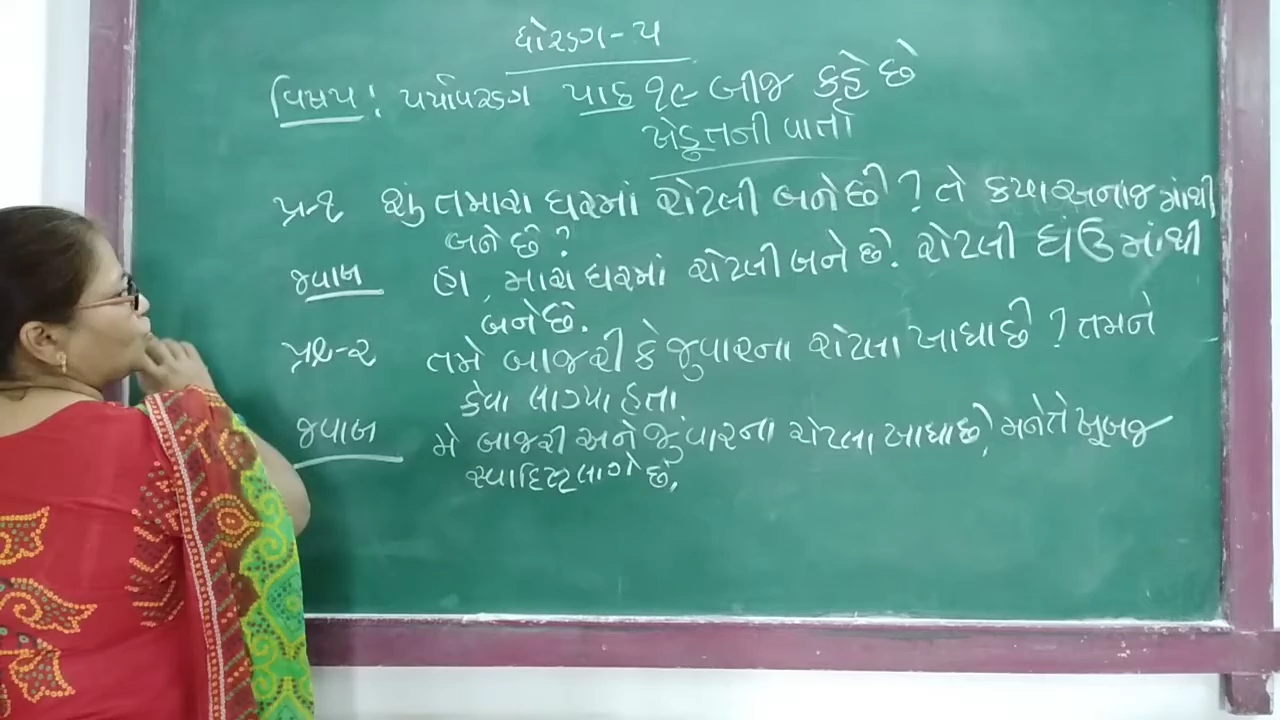 ધોરણ-૫
વિષય: પર્યાવરણ પાઠ ૧૯ બીજ કહે છે
ખેડૂતની વાર્તા
પ્ર-૧ શું તમારા ઘરમાં રોટલી બને છે? તે કયા અનાજમાંથી
બને છે?
જવાબ હા, મારા ઘરમાં રોટલી બને છે. રોટલી ઘઉંમાંથી
બને છે.
પ્રશ્ર-૨ તમે બાજરી કે જુવારના રોટલા ખાધા છે? તમને
કેવા લાગ્યા હતા.
જવાબ મે બાજરી અને જુવારના રોટલા ખાધા છે, મને તે ખૂબજ
સ્વાદિષ્ટ લાગે છે.